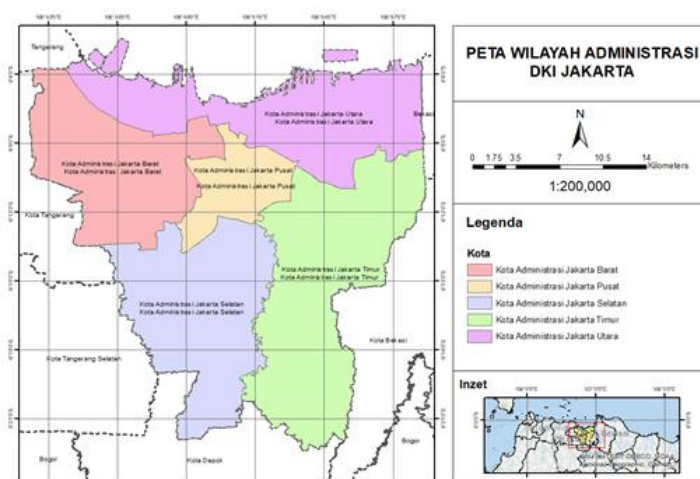 Tangerang
Kota Administrasi Jakarta Utara
Kota Administrasi Jakarta Utara
Bekasi
Kota Administrasi Jakarta Barat
Kota Administrasi Jakarta Barat
Kota Administrasi Jakarta Pusat
Kota Administrasi Jakarta Pusat
Kota Tangerang
Kota Administrasi Jakarta Timur
Kota Administrasi Jakarta Timur
Kota Administrasi Jakarta Selatan
Kota Administrasi Jakarta Selatan
Kota Bekasi
Kota Tangerang Selatan
Bogor
Kota Depok
Bogor
PETA WILAYAH ADMINISTRASI
DKI JAKARTA
N
0 1.75 3.5 7 10.5 14
Kilometers
1:200,000
Legenda
Kota
Kota Administrasi Jakarta Barat
Kota Administrasi Jakarta Pusat
Kota Administrasi Jakarta Selatan
Kota Administrasi Jakarta Timur
Kota Administrasi Jakarta Utara
Inzet